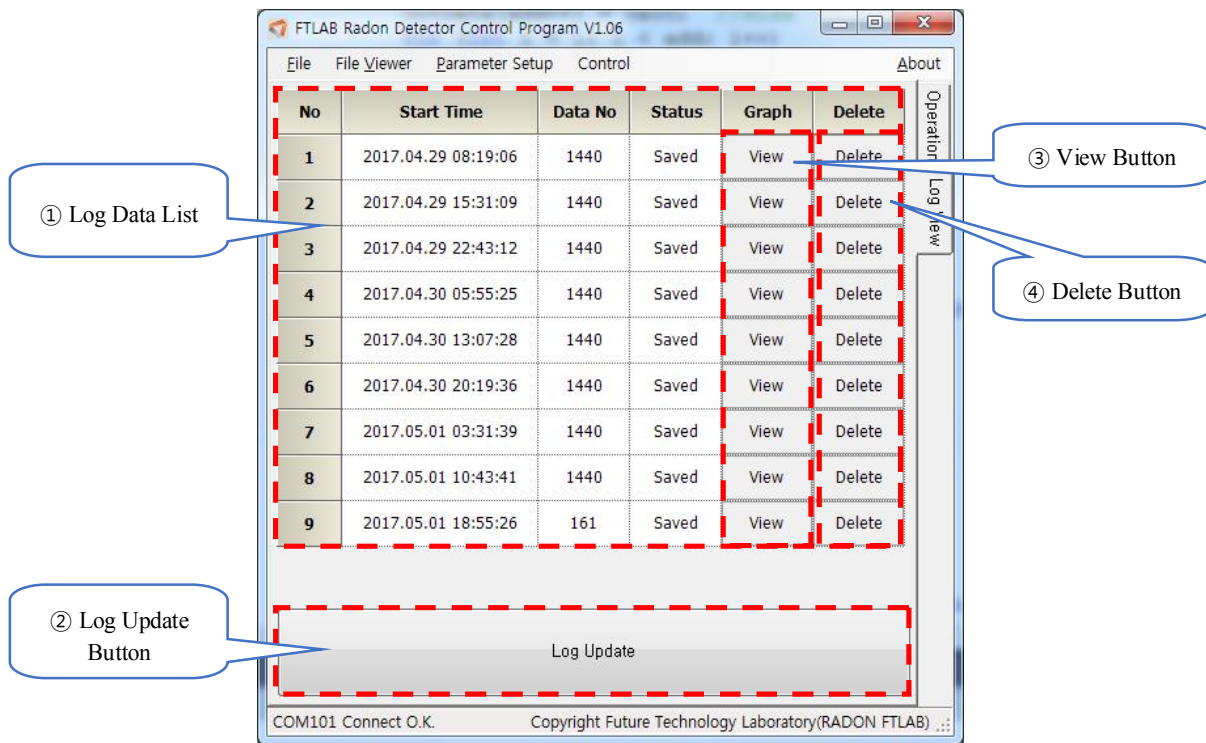 FTLAB Radon Detector Control Program V1.06
File File Viewer Parameter Setup Control About
No Start Time Data No Status Graph Delete
1 2017.04.29 08:19:06 1440 Saved View Delete
2 2017.04.29 15:31:09 1440 Saved View Delete
3 2017.04.29 22:43:12 1440 Saved View Delete
4 2017.04.30 05:55:25 1440 Saved View Delete
5 2017.04.30 13:07:28 1440 Saved View Delete
6 2017.04.30 20:19:36 1440 Saved View Delete
7 2017.05.01 03:31:39 1440 Saved View Delete
8 2017.05.01 10:43:41 1440 Saved View Delete
9 2017.05.01 18:55:26 161 Saved View Delete
Operation
Log View
① Log Data List
③ View Button
④ Delete Button
② Log Update
Button
Log Update
COM101 Connect O.K. Copyright Future Technology Laboratory(RADON FTLAB)